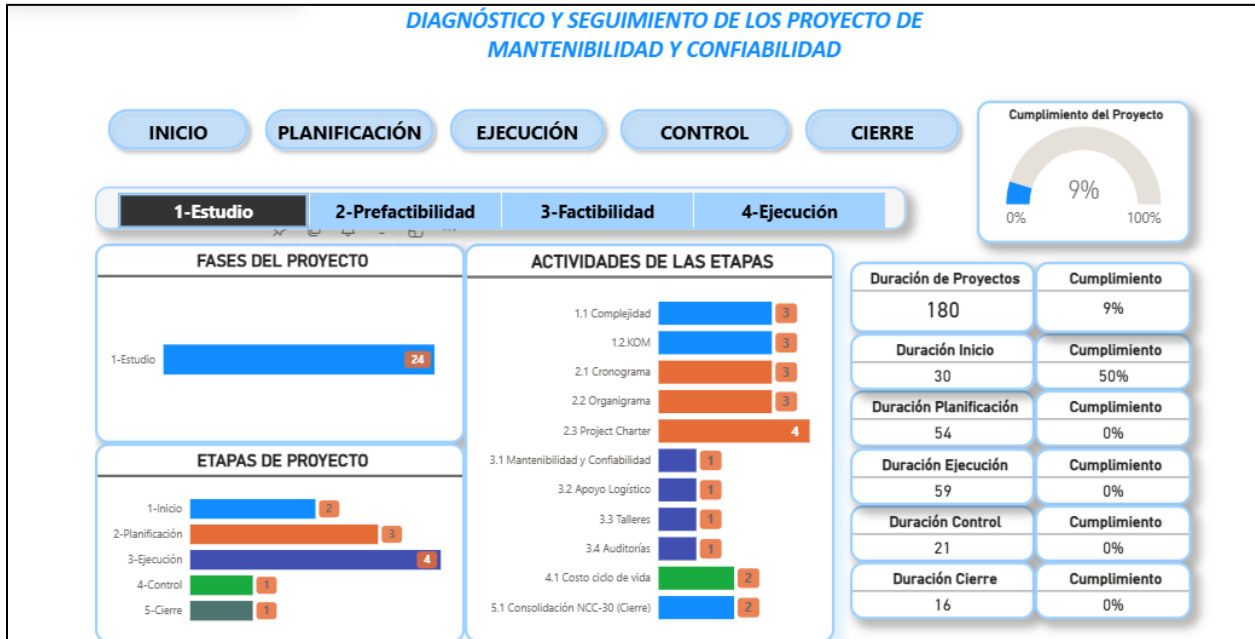 DIAGNÓSTICO Y SEGUIMIENTO DE LOS PROYECTO DE
MANTENIBILIDAD Y CONFIABILIDAD
INICIO
PLANIFICACIÓN
EJECUCIÓN
CONTROL
CIERRE
Cumplimiento del Proyecto
9%
0%
100%
1-Estudio
2-Prefactibilidad
3-Factibilidad
4-Ejecución
FASES DEL PROYECTO
1-Estudio
24
ETAPAS DE PROYECTO
1-Inicio
2
2-Planificación
3
3-Ejecución
4
4-Control
1
5-Cierre
1
ACTIVIDADES DE LAS ETAPAS
1.1 Complejidad
3
1.2.KOM
3
2.1 Cronograma
3
2.2 Organigrama
3
2.3 Project Charter
4
3.1 Mantenibilidad y Confiabilidad
1
3.2 Apoyo Logístico
1
3.3 Talleres
1
3.4 Auditorías
1
4.1 Costo ciclo de vida
2
5.1 Consolidación NCC-30 (Cierre)
2
Duración de Proyectos
180
Cumplimiento
9%
Duración Inicio
30
Cumplimiento
50%
Duración Planificación
54
Cumplimiento
0%
Duración Ejecución
59
Cumplimiento
0%
Duración Control
21
Cumplimiento
0%
Duración Cierre
16
Cumplimiento
0%